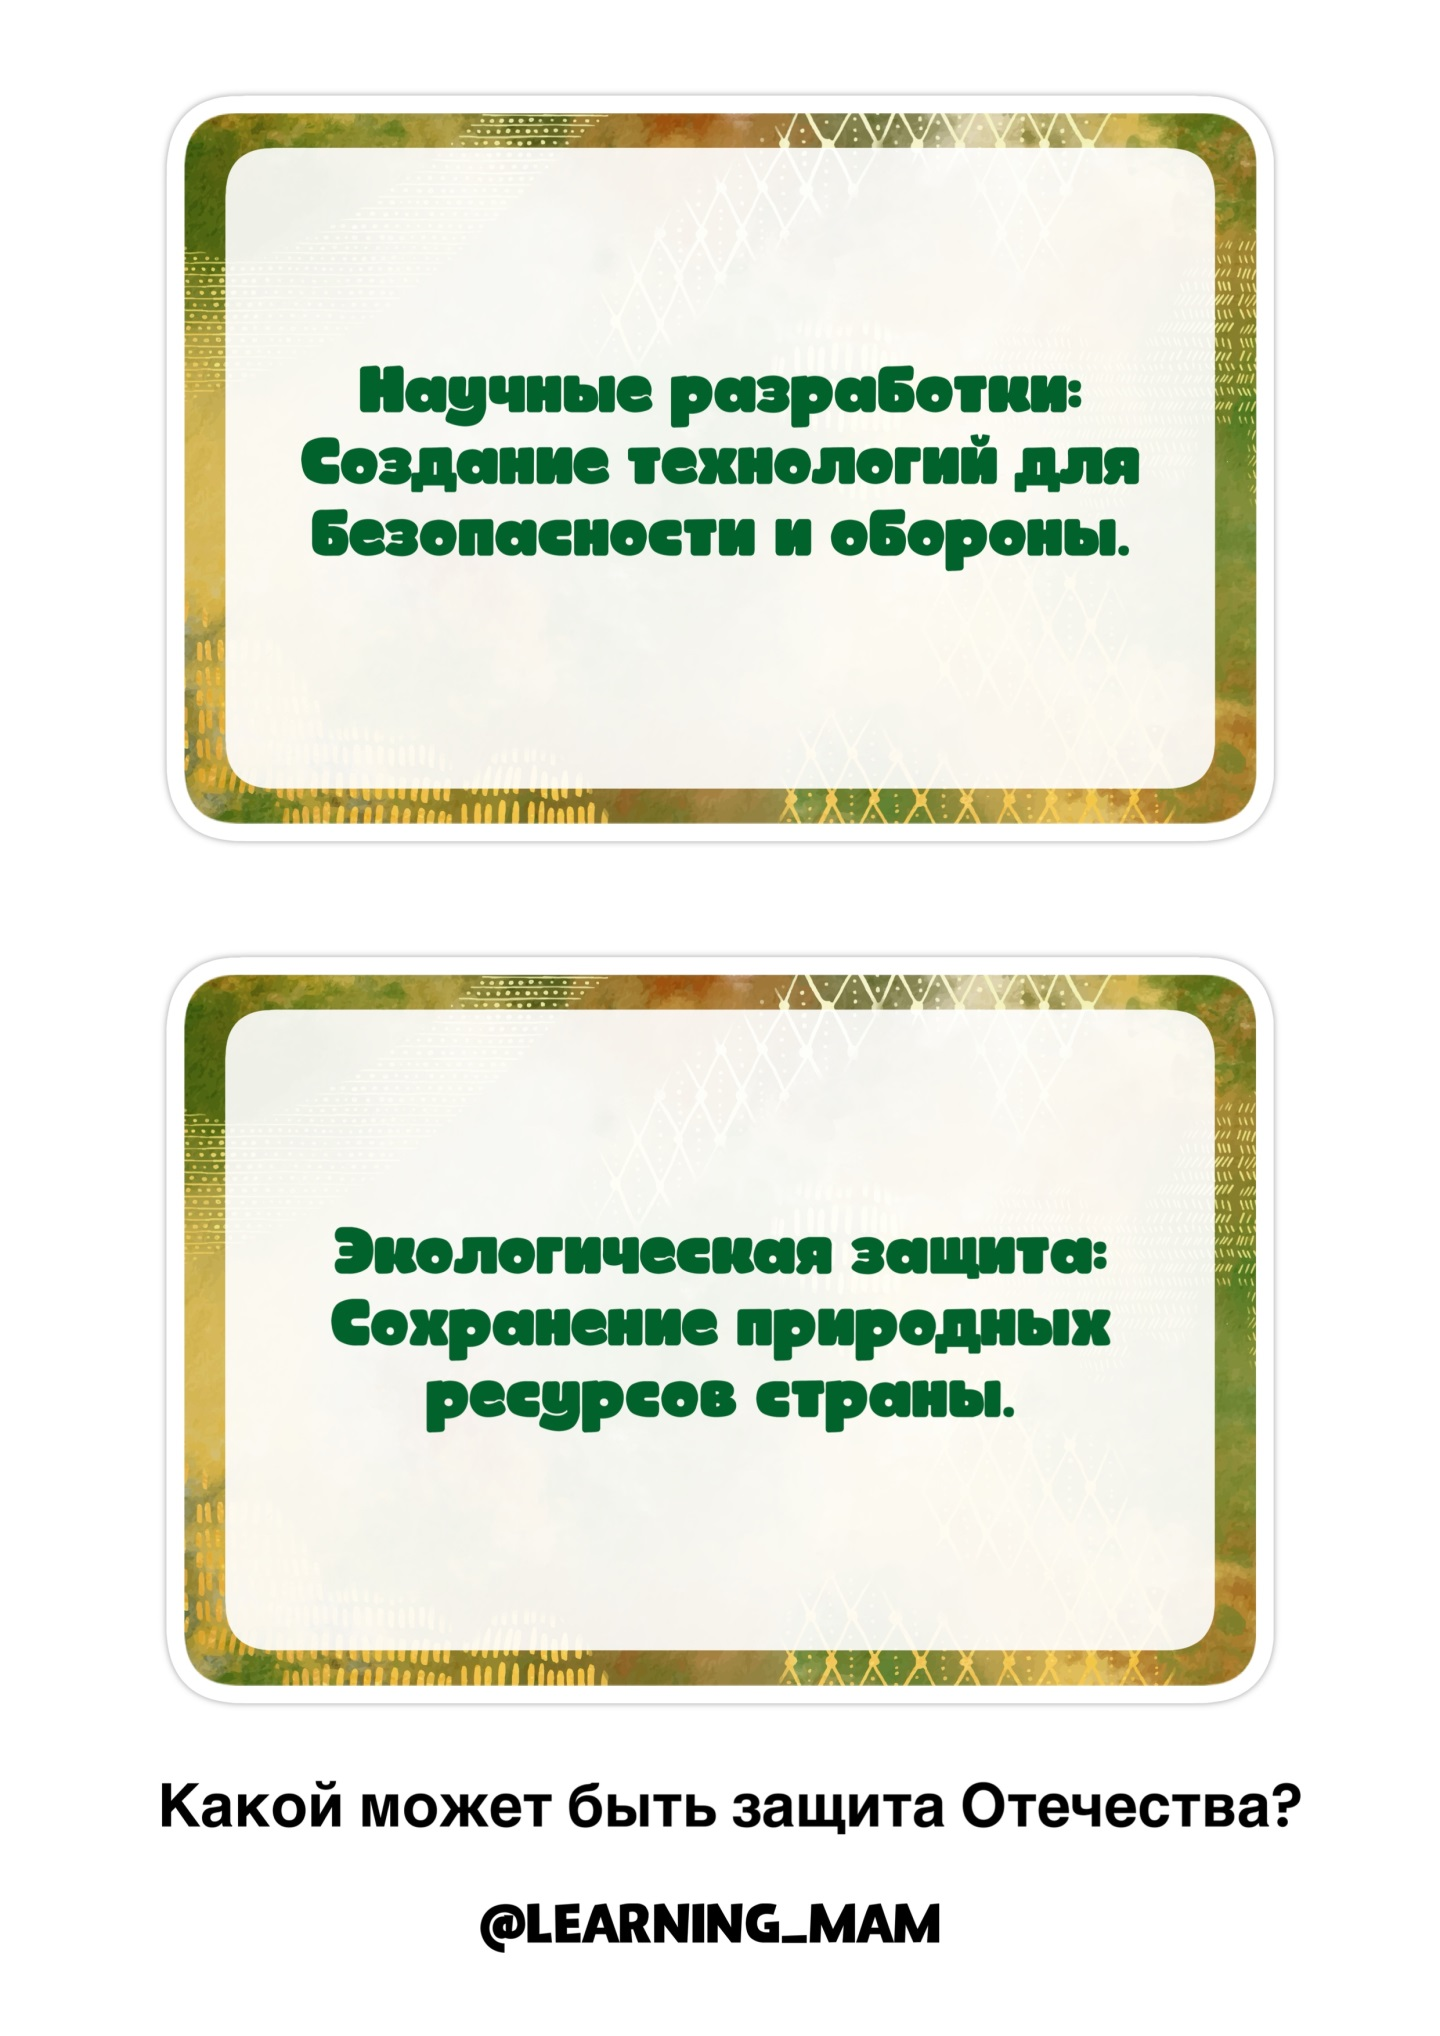 Научные разработки:
Создание технологий для
безопасности и обороны.
Экологическая защита:
Сохранение природных
ресурсов страны.
Какой может быть защита Отечества?
@LEARNING_MAM